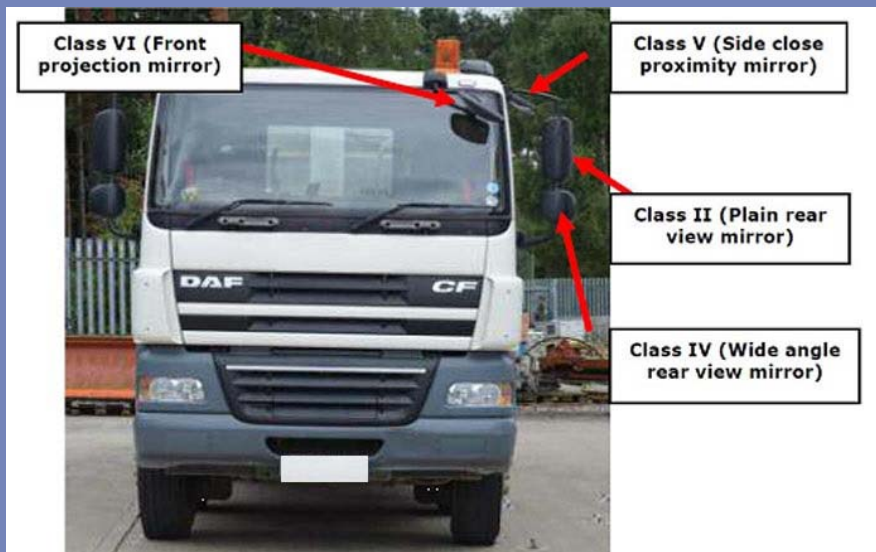 Class VI (Front
projection mirror)
Class V (Side close
proximity mirror)
Class II (Plain rear
view mirror)
DAF
CF
Class IV (Wide angle
rear view mirror)